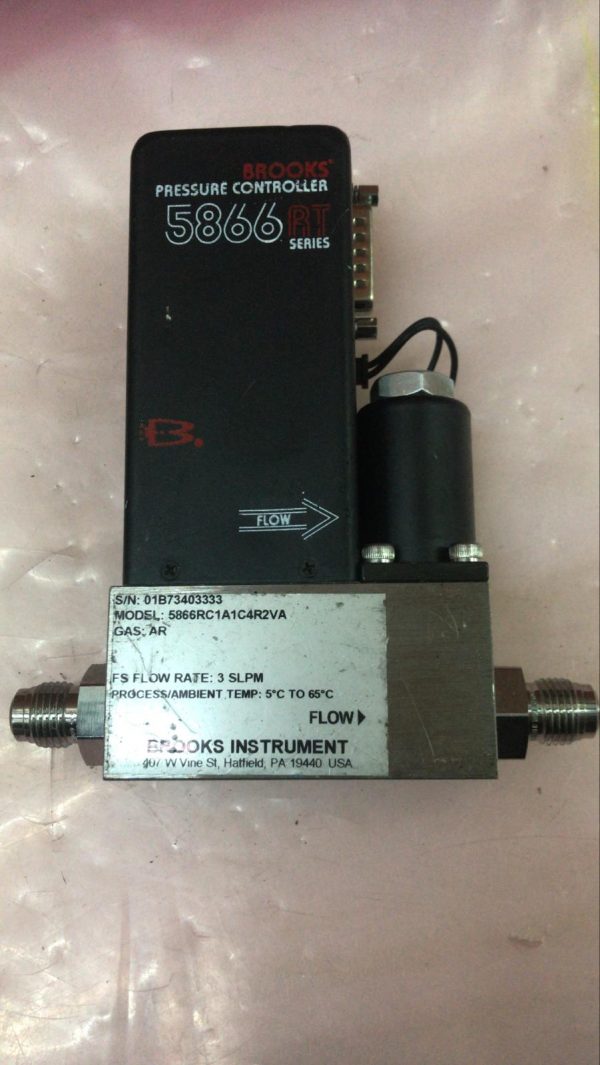 BROOKS®
PRESSURE CONTROLLER
5866 RT
SERIES
B.
FLOW
S/N: 01B73403333
MODEL: 5866RC1A1C4R2VA
GAS: AR
FS FLOW RATE: 3 SLPM
PROCESS/AMBIENT TEMP: 5°C TO 65°C
FLOW
BROOKS INSTRUMENT
407 W Vine St, Hatfield, PA 19440 USA